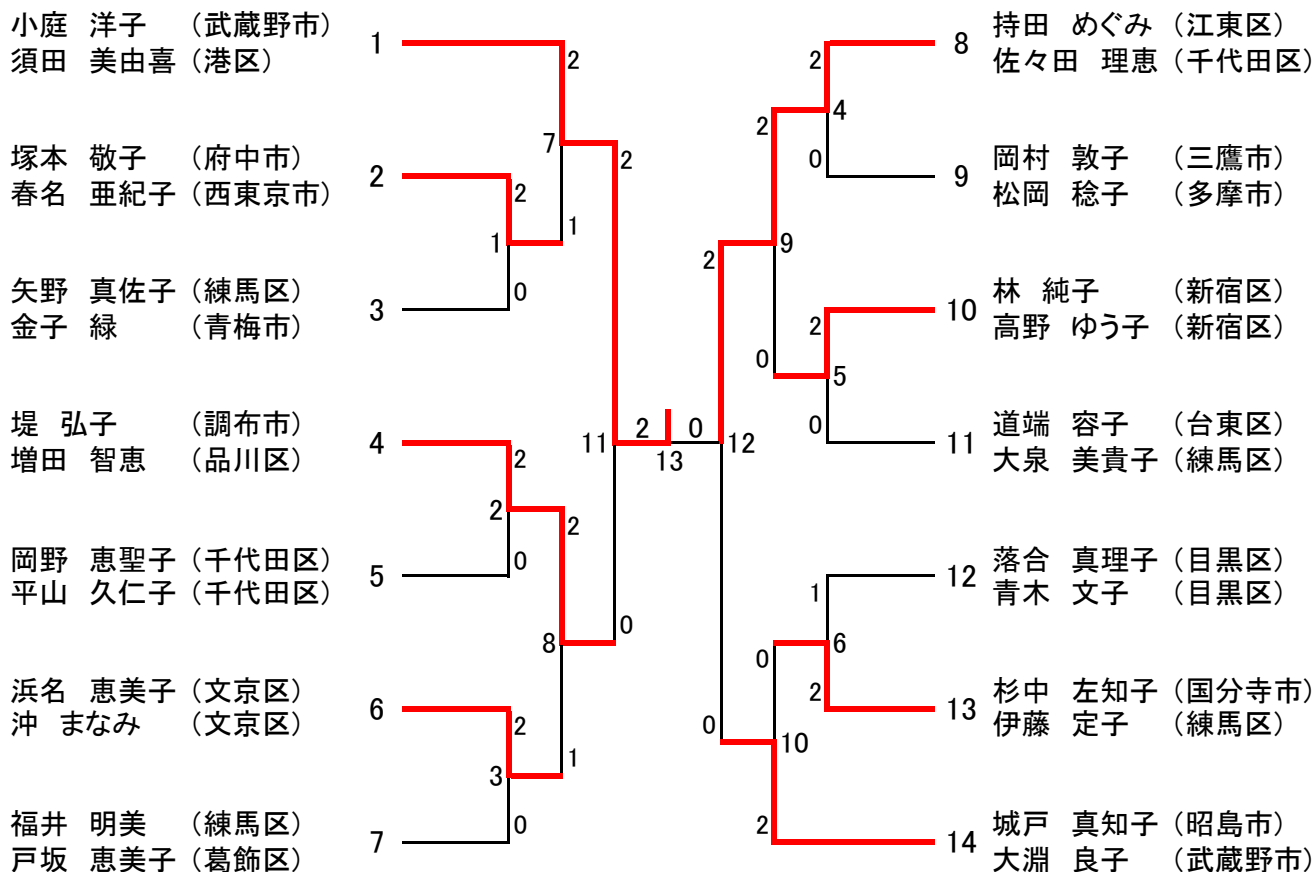 小庭 洋子 (武蔵野市)
須田 美由喜 (港区)
1
塚本 敬子 (府中市)
春名 亜紀子 (西東京市)
2
矢野 真佐子 (練馬区)
金子 緑 (青梅市)
3
堤 弘子 (調布市)
増田 智恵 (品川区)
4
岡野 恵聖子 (千代田区)
平山 久仁子 (千代田区)
5
浜名 恵美子 (文京区)
沖 まなみ (文京区)
6
福井 明美 (練馬区)
戸坂 恵美子 (葛飾区)
7
2
7
2
2
1
1
0
2
2
2
0
8
0
2
3
1
0
11
2
0
13
12
2
4
2
0
2
9
2
0
5
0
1
6
0
2
0
10
2
8
持田 めぐみ (江東区)
佐々田 理恵 (千代田区)
9
岡村 敦子 (三鷹市)
松岡 稔子 (多摩市)
10
林 純子 (新宿区)
高野 ゆう子 (新宿区)
11
道端 容子 (台東区)
大泉 美貴子 (練馬区)
12
落合 真理子 (目黒区)
青木 文子 (目黒区)
13
杉中 左知子 (国分寺市)
伊藤 定子 (練馬区)
14
城戸 真知子 (昭島市)
大淵 良子 (武蔵野市)